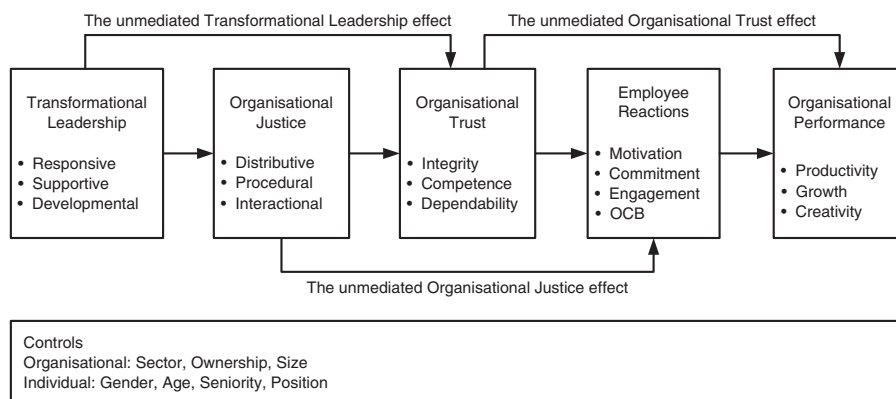 The unmediated Transformational Leadership effect
The unmediated Organisational Trust effect
Transformational
Leadership
• Responsive
• Supportive
• Developmental
Organisational
Justice
• Distributive
• Procedural
• Interactional
Organisational
Trust
• Integrity
• Competence
• Dependability
Employee
Reactions
• Motivation
• Commitment
• Engagement
• OCB
Organisational
Performance
• Productivity
• Growth
• Creativity
The unmediated Organisational Justice effect
Controls
Organisational: Sector, Ownership, Size
Individual: Gender, Age, Seniority, Position